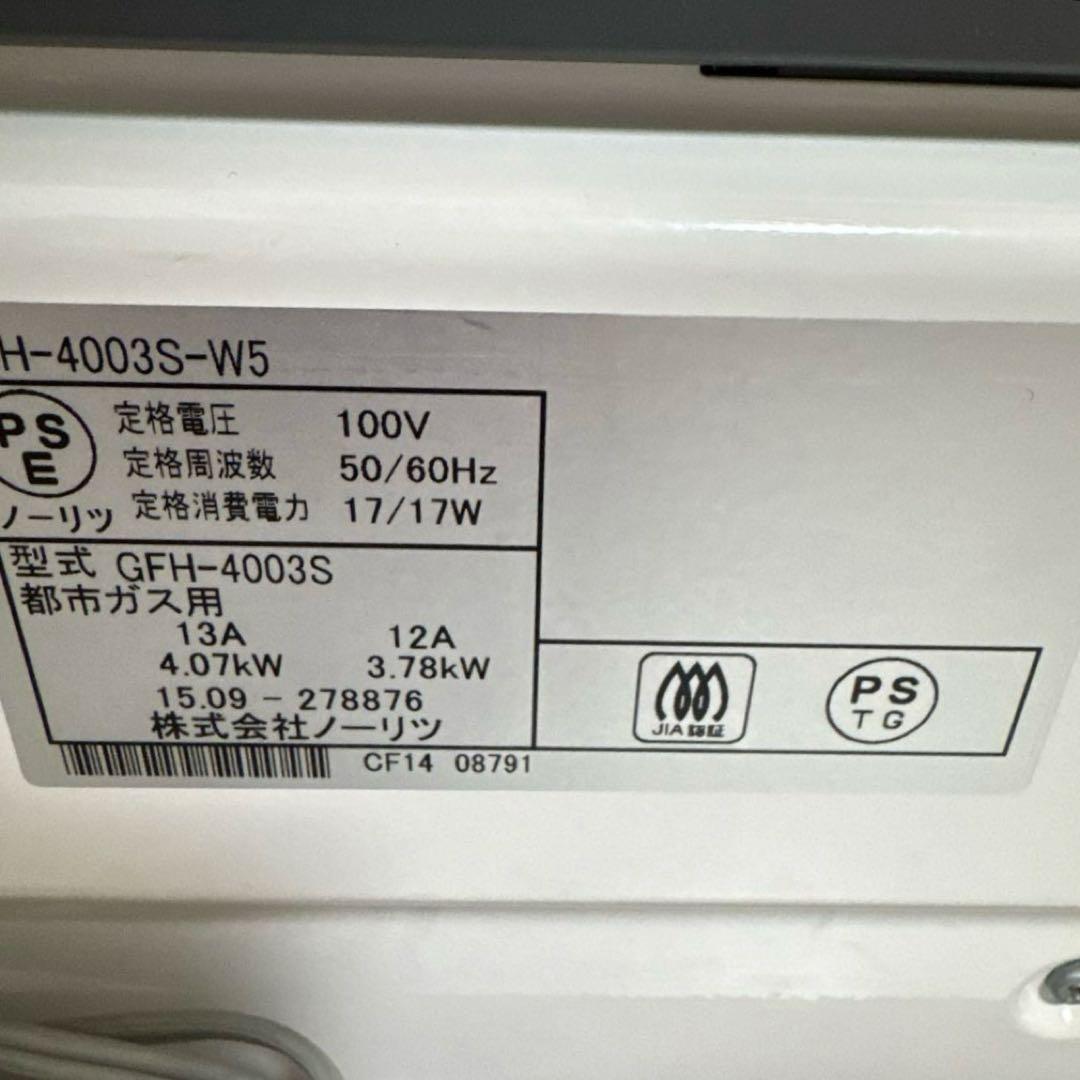 H-4003S-W5
PSE
定格電圧 100V
定格周波数 50/60Hz
定格消費電力 17/17W
ノーリツ
型式 GFH-4003S
都市ガス用
13A 12A
4.07kW 3.78kW
15.09 - 278876
株式会社ノーリツ
JIA認証
PS
TG
CF14 08791